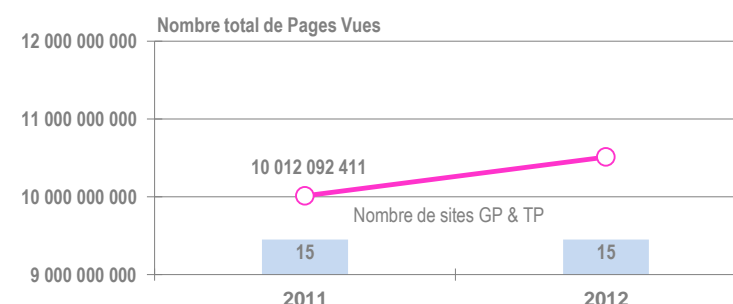 Nombre total de Pages Vues
12 000 000 000
11 000 000 000
10 012 092 411
10 000 000 000
Nombre de sites GP & TP
15 15
9 000 000 000
2011 2012